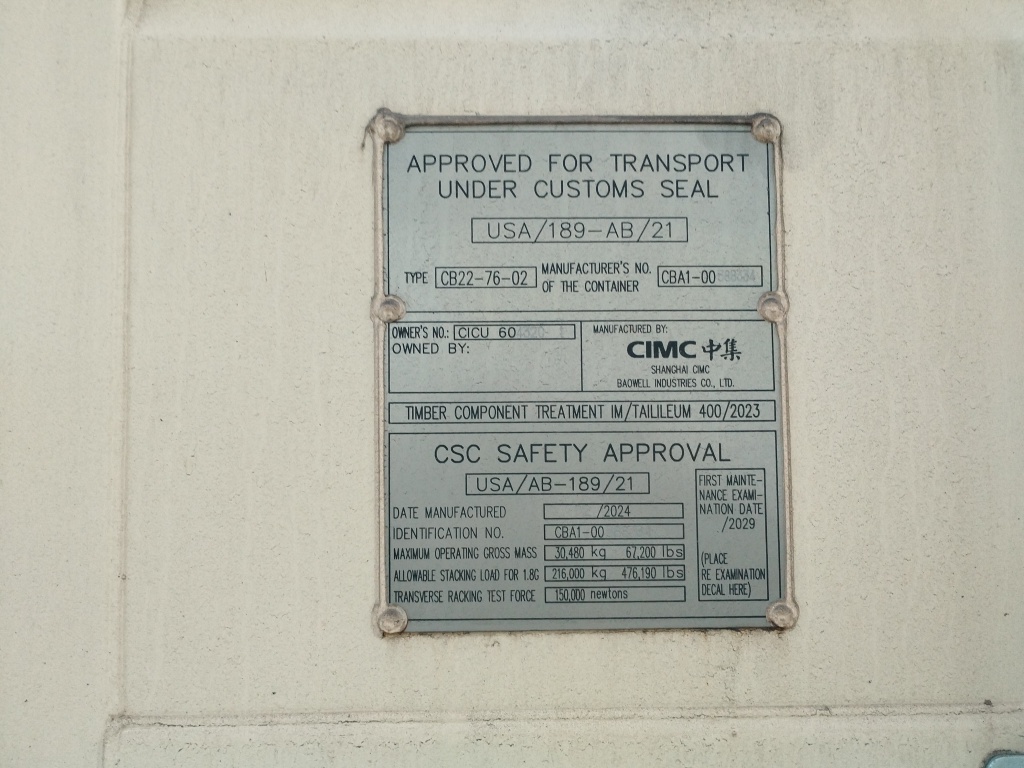 APPROVED FOR TRANSPORT
UNDER CUSTOMS SEAL
USA/189-AB/21
TYPE CB22-76-02 MANUFACTURER'S NO. OF THE CONTAINER CBA1-00
OWNER'S NO.: CICU 60
OWNED BY:
MANUFACTURED BY:
CIMC 中集
SHANGHAI CIMC
BAOWELL INDUSTRIES CO., LTD.
TIMBER COMPONENT TREATMENT IM/TAILILEUM 400/2023
CSC SAFETY APPROVAL
USA/AB-189/21
DATE MANUFACTURED /2024
IDENTIFICATION NO. CBA1-00
MAXIMUM OPERATING GROSS MASS 30,480 kg 67,200 lbs
ALLOWABLE STACKING LOAD FOR 1.8G 216,000 kg 476,190 lbs
TRANSVERSE RACKING TEST FORCE 150,000 newtons
FIRST MAINTE-
NANCE EXAMI-
NATION DATE
/2029
(PLACE
RE EXAMINATION
DECAL HERE)